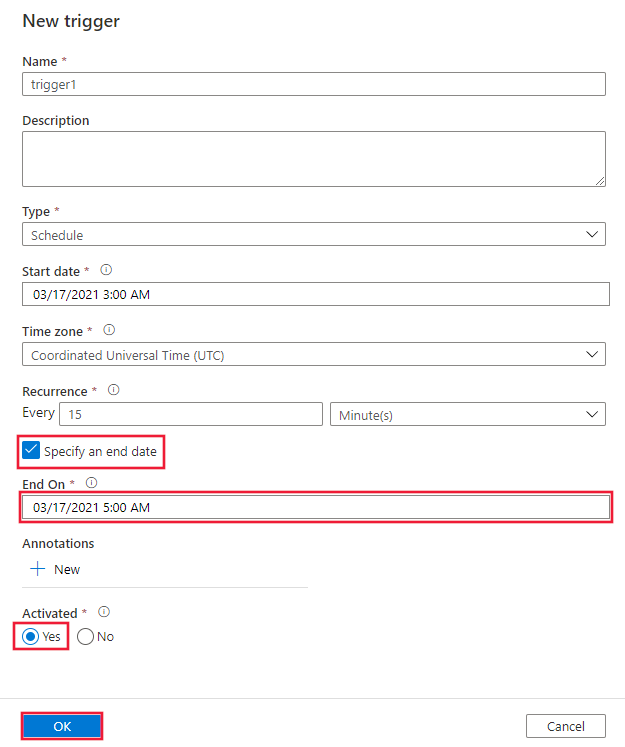 New trigger
Name *
trigger1
Description
Type *
Schedule
Start date *
03/17/2021 3:00 AM
Time zone *
Coordinated Universal Time (UTC)
Recurrence *
Every 15 Minute(s)
Specify an end date
End On *
03/17/2021 5:00 AM
Annotations
New
Activated *
Yes No
OK Cancel